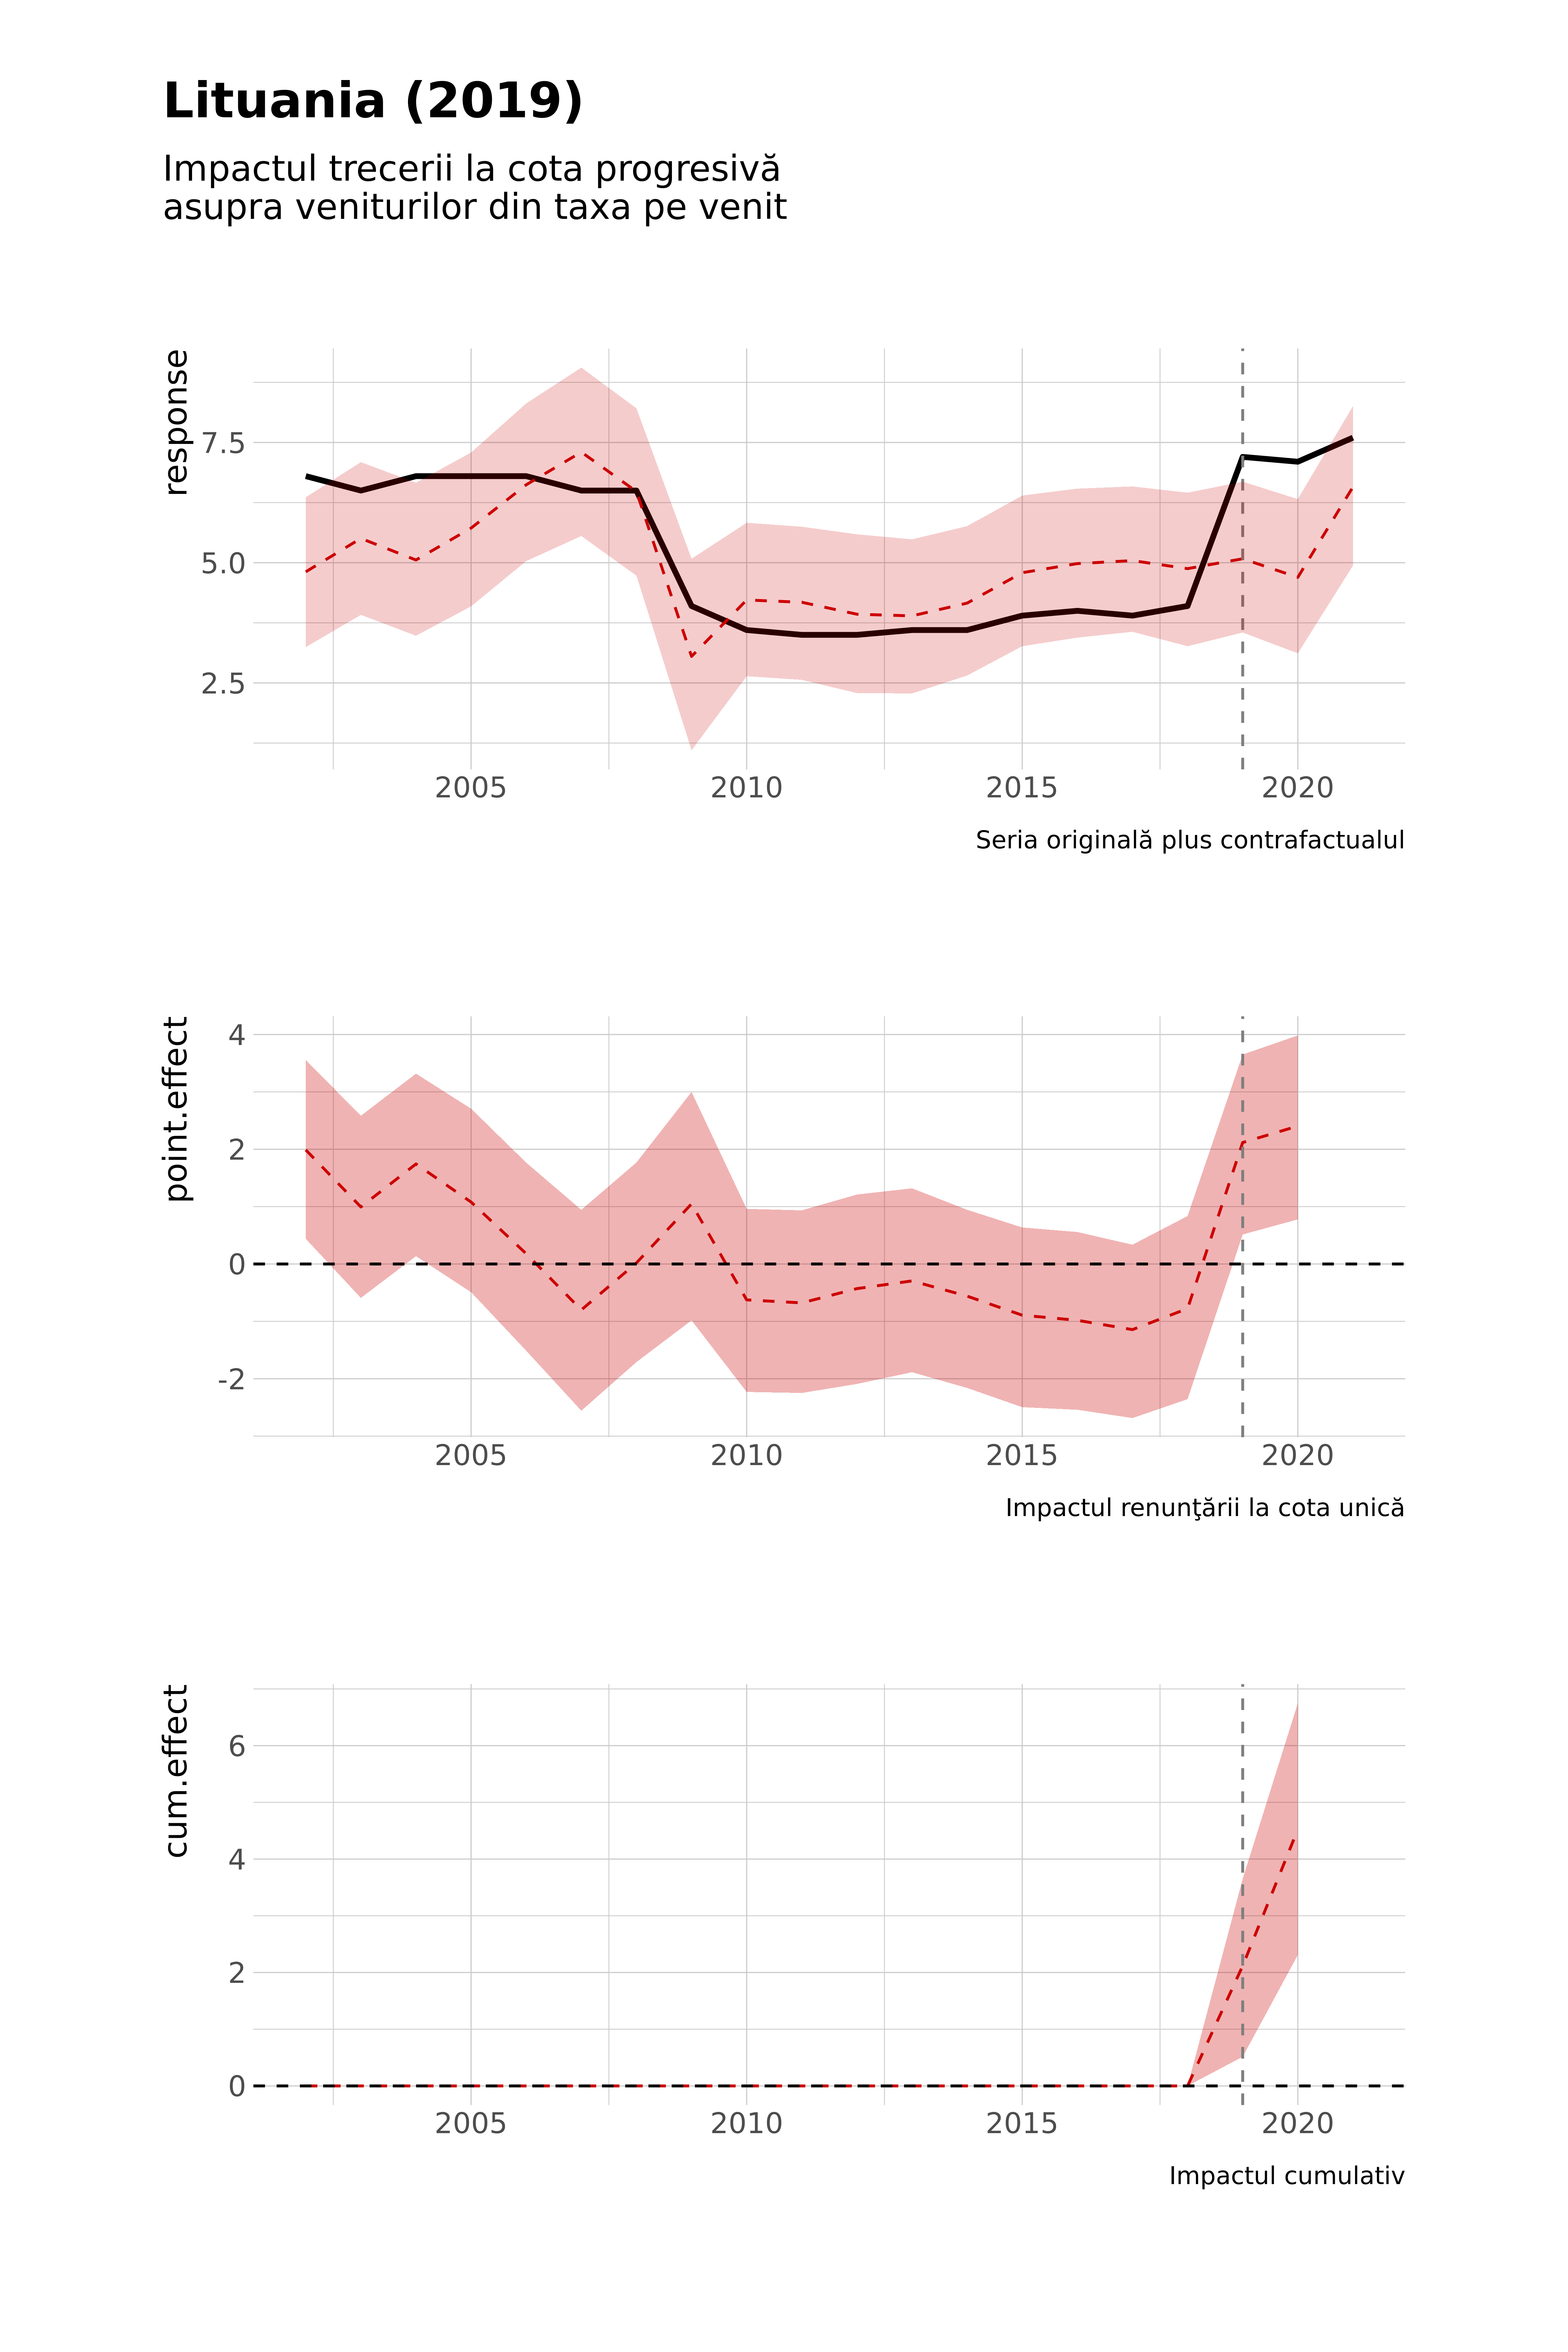 Lituania (2019)
Impactul trecerii la cota progresivă
asupra veniturilor din taxa pe venit
response
7.5
5.0
2.5
2005 2010 2015 2020
Seria originală plus contrafactualul
point.effect
4
2
0
-2
2005 2010 2015 2020
Impactul renunţării la cota unică
cum.effect
6
4
2
0
2005 2010 2015 2020
Impactul cumulativ